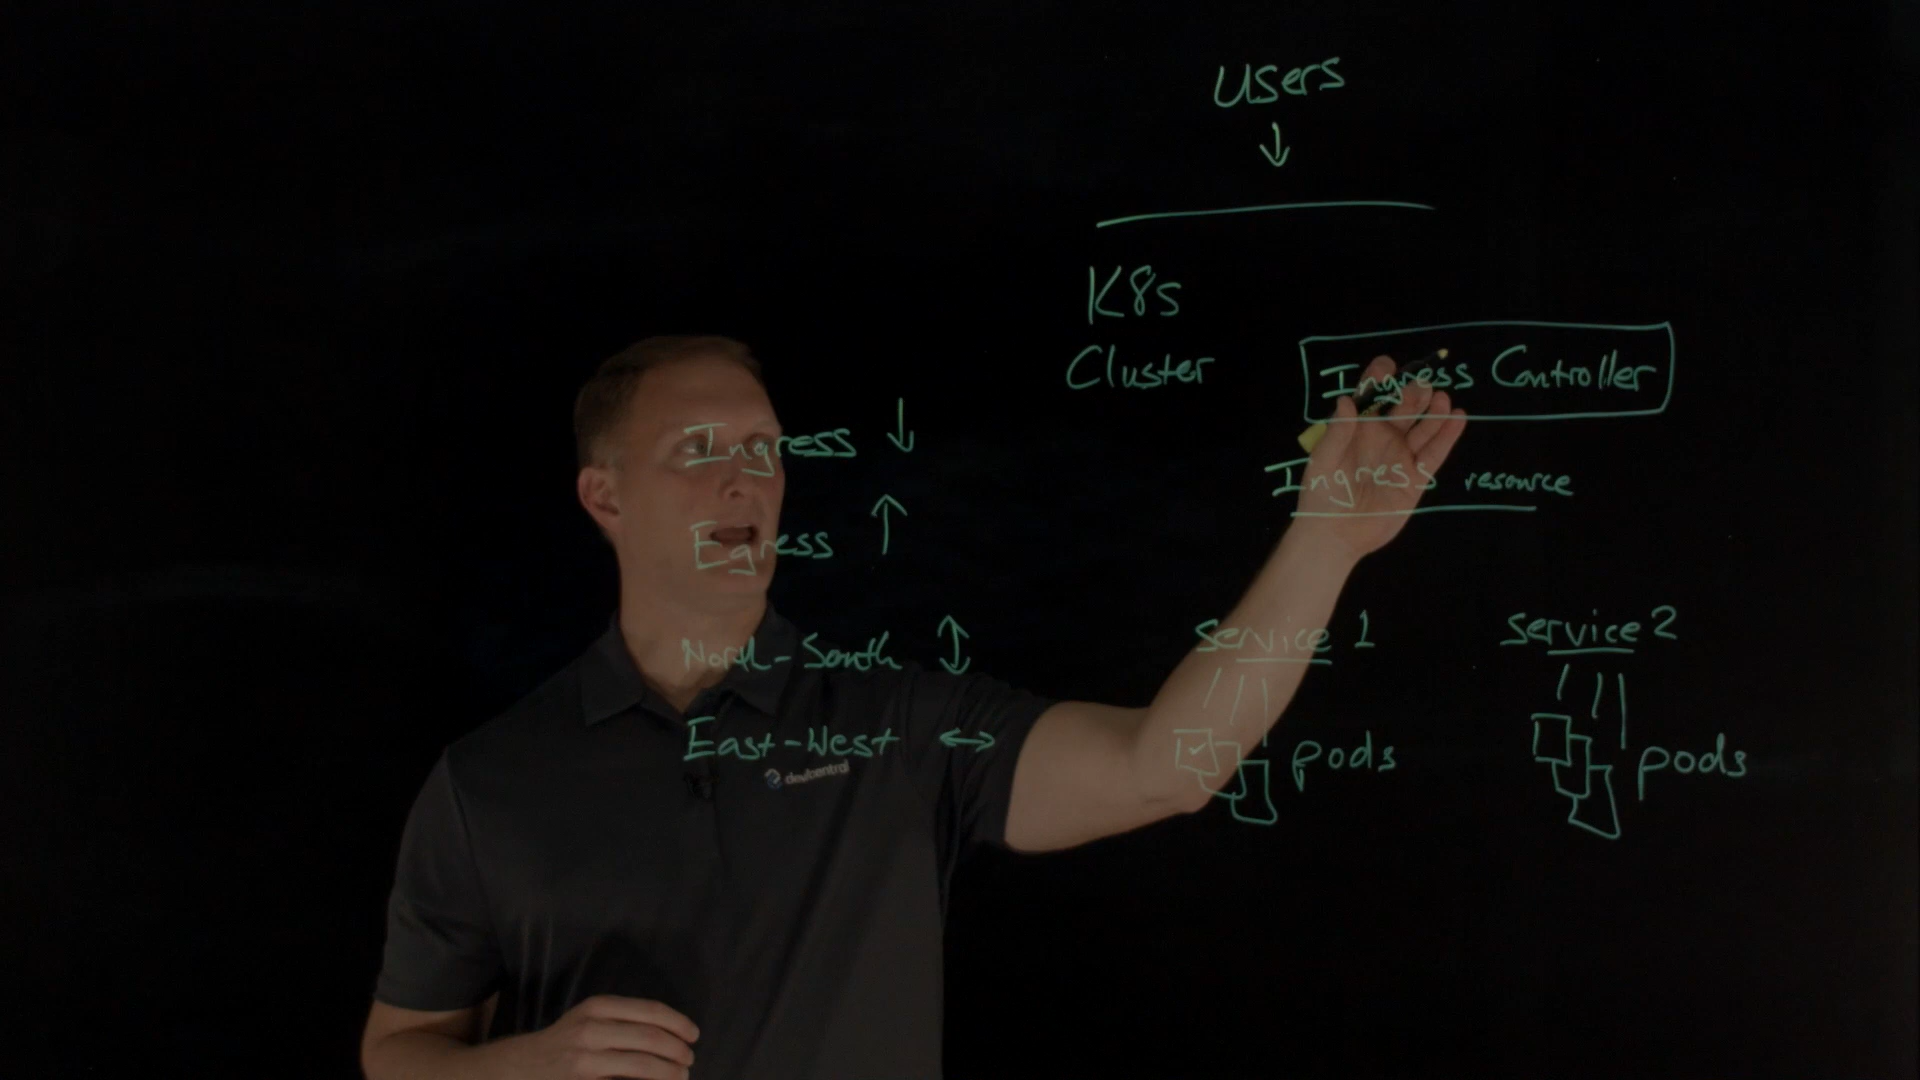 Users
K8s
Cluster
Ingress Controller
Ingress resource
Ingress
Egress
North-South
East-West
devcentral
service 1
service 2
pods
pods